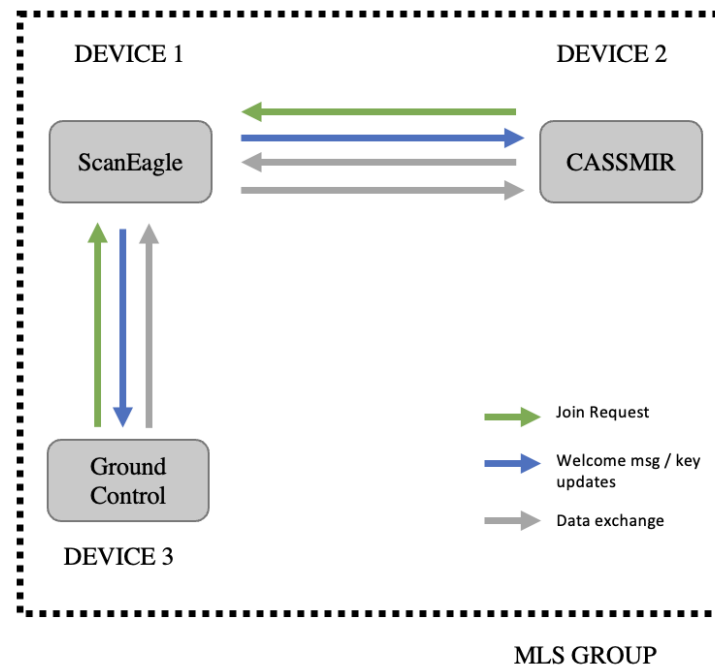 DEVICE 1
DEVICE 2
ScanEagle
CASSMIR
Ground
Control
DEVICE 3
Join Request
Welcome msg / key
updates
Data exchange
MLS GROUP